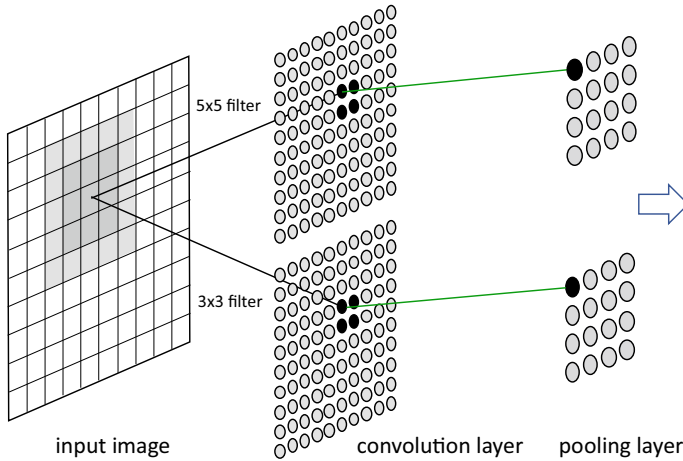 5x5 filter
3x3 filter
input image
convolution layer
pooling layer